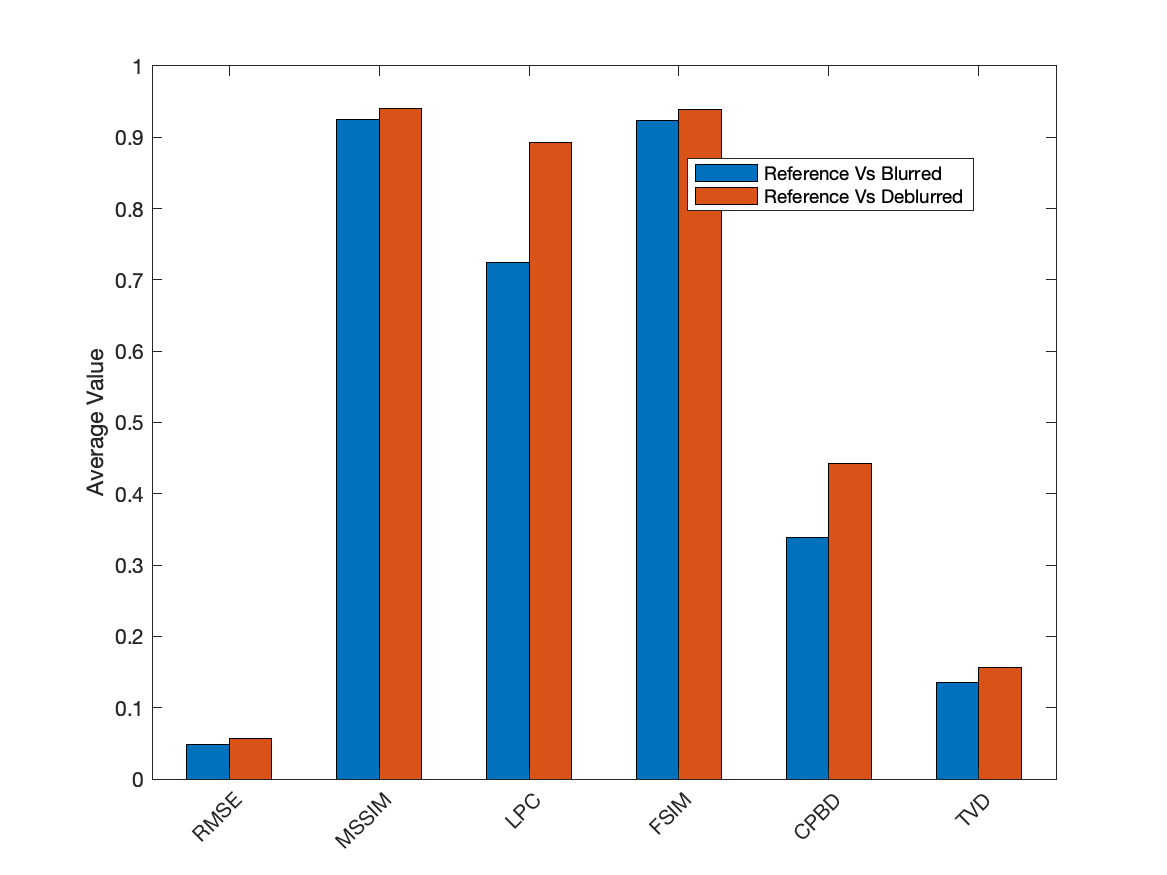 1
0.9
0.8
0.7
0.6
0.5
0.4
0.3
0.2
0.1
0
Average Value
Reference Vs Blurred
Reference Vs Deblurred
RMSE
MSSIM
LPC
FSIM
CPBD
TVD